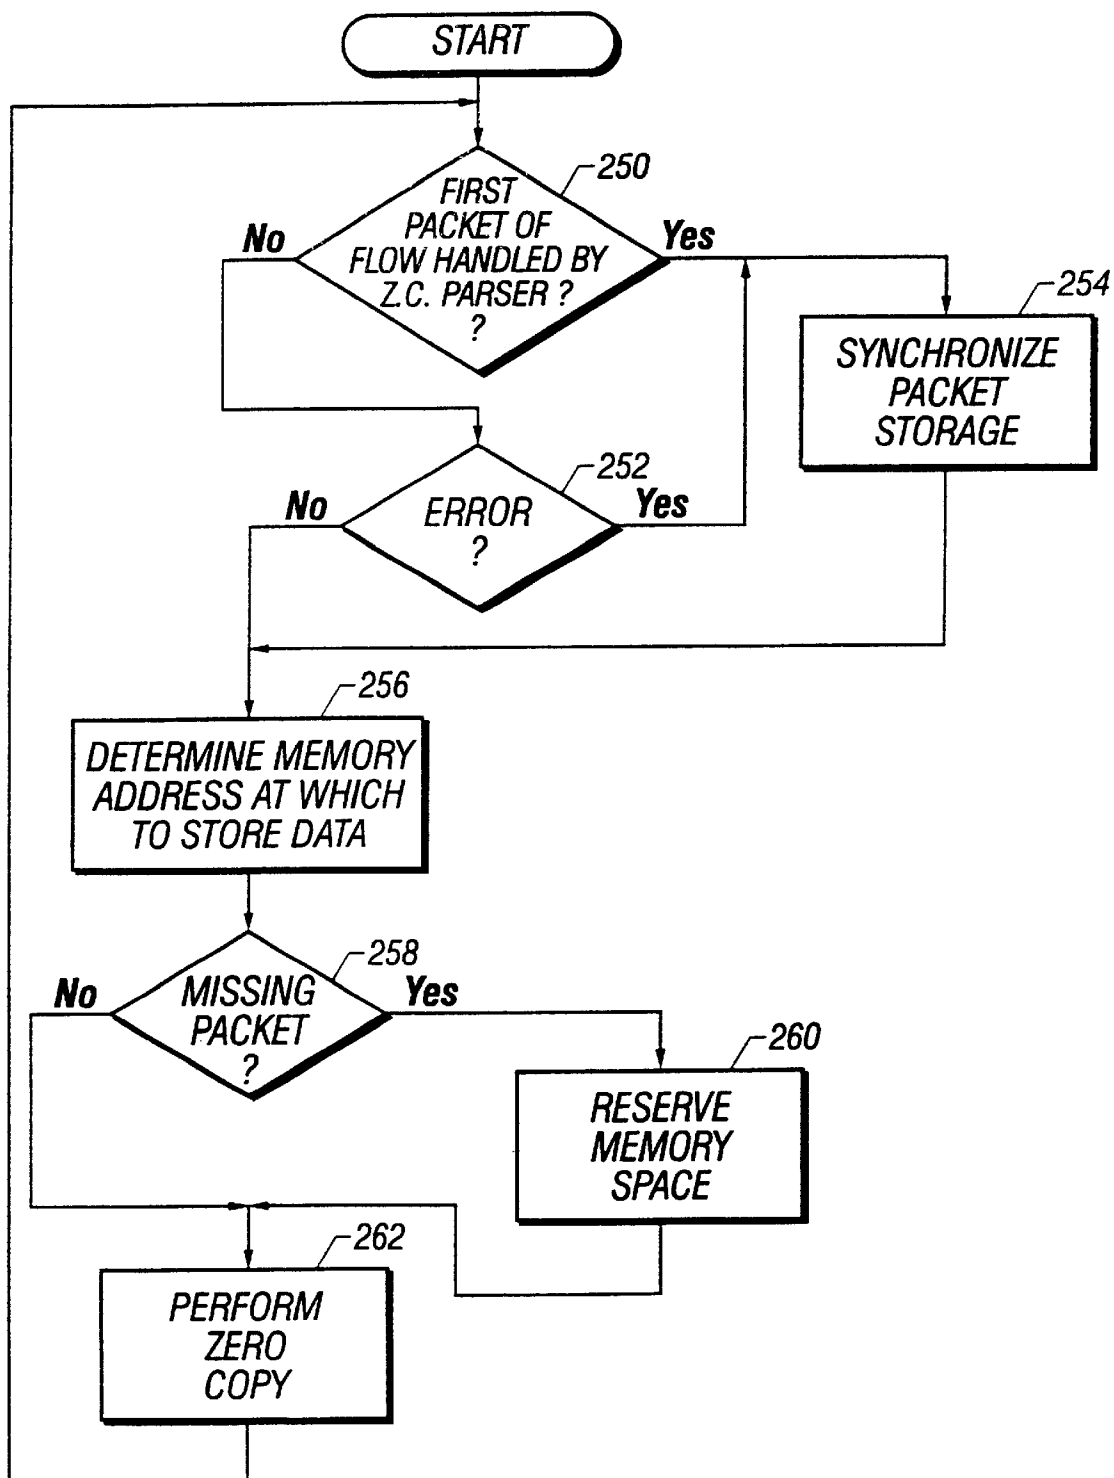 START
250
FIRST
PACKET OF
FLOW HANDLED BY
Z.C. PARSER ?
?
No
Yes
254
SYNCHRONIZE
PACKET
STORAGE
252
ERROR
?
No
Yes
256
DETERMINE MEMORY
ADDRESS AT WHICH
TO STORE DATA
258
MISSING
PACKET
?
No
Yes
260
RESERVE
MEMORY
SPACE
262
PERFORM
ZERO
COPY